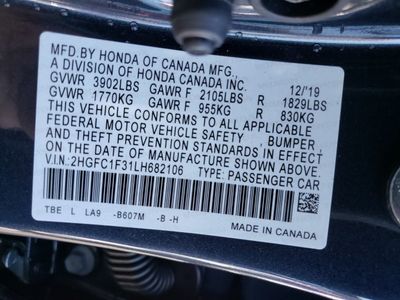 MFD.BY HONDA OF CANADA MFG.,
A DIVISION OF HONDA CANADA INC. 12/'19
GVWR 3902LBS GAWR F 2105LBS R 1829LBS
GVWR 1770KG GAWR F 955KG R 830KG
THIS VEHICLE CONFORMS TO ALL APPLICABLE
FEDERAL MOTOR VEHICLE SAFETY , BUMPER ,
AND THEFT PREVENTION STANDARDS IN EFFECT
ON THE DATE OF MANUFACTURE SHOWN ABOVE.
V.I.N.:2HGFC1F31LH682106 TYPE: PASSENGER CAR
TBE L LA9 -B607M -B -H
MADE IN CANADA